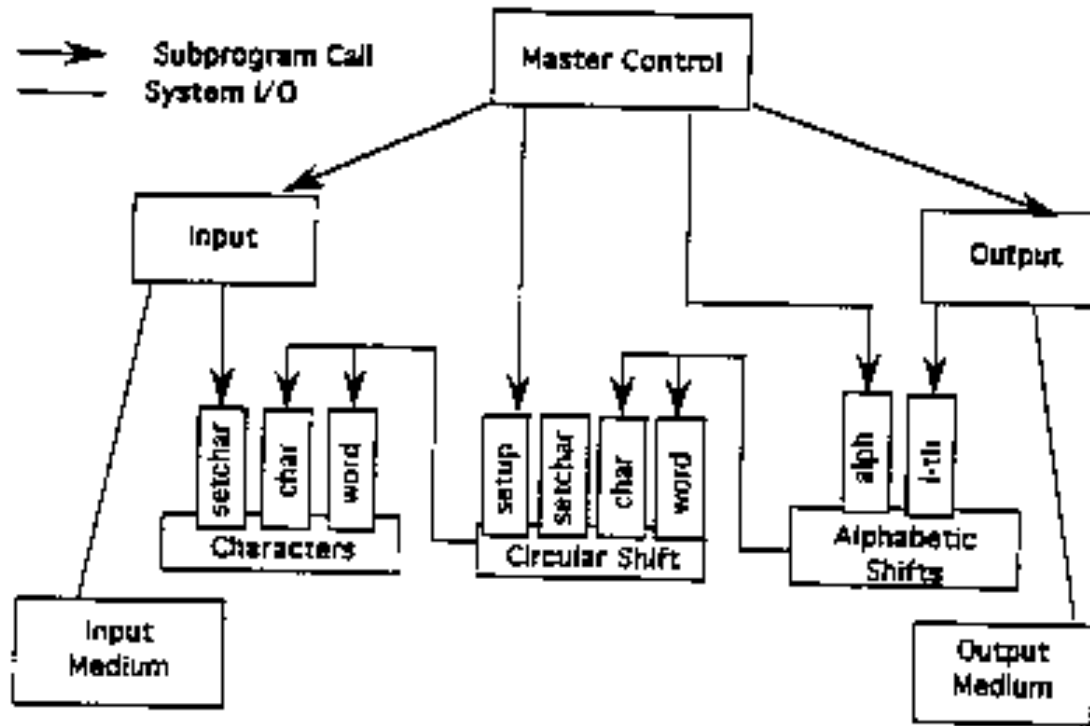 Subprogram Call
System I/O
Master Control
Input
Output
setchar
char
word
Characters
setup
setchar
char
word
Circular Shift
alph
i-th
Alphabetic
Shifts
Input
Medium
Output
Medium